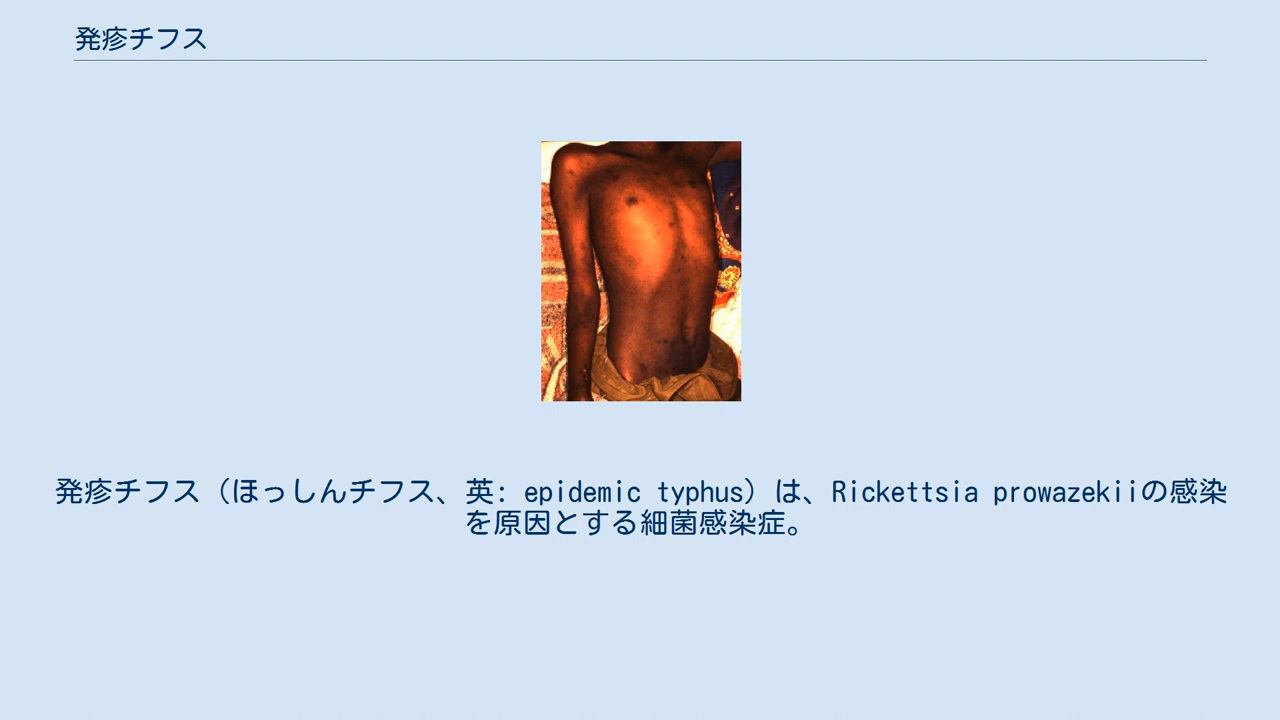 発疹チフス
発疹チフス（ほっしんチフス、英: epidemic typhus）は、Rickettsia prowazekiiの感染
を原因とする細菌感染症。